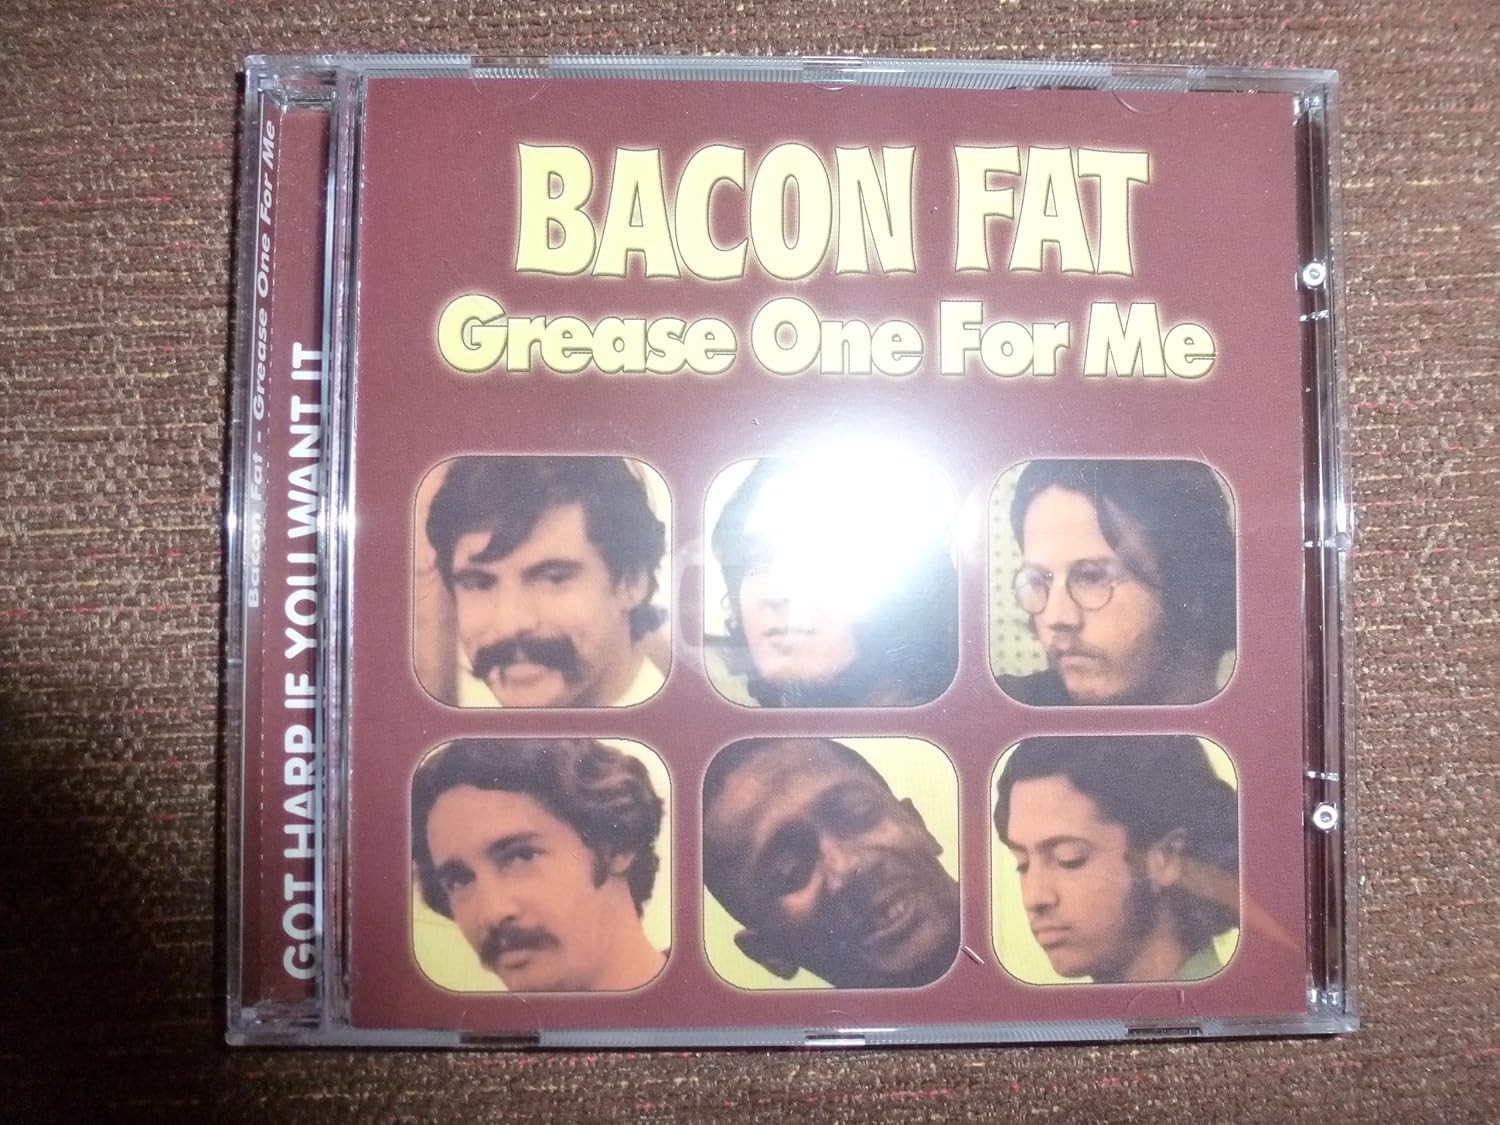 BACON FAT
Grease One For Me
Bacon Fat - Grease One For Me
GOT HARP IF YOU WANT IT